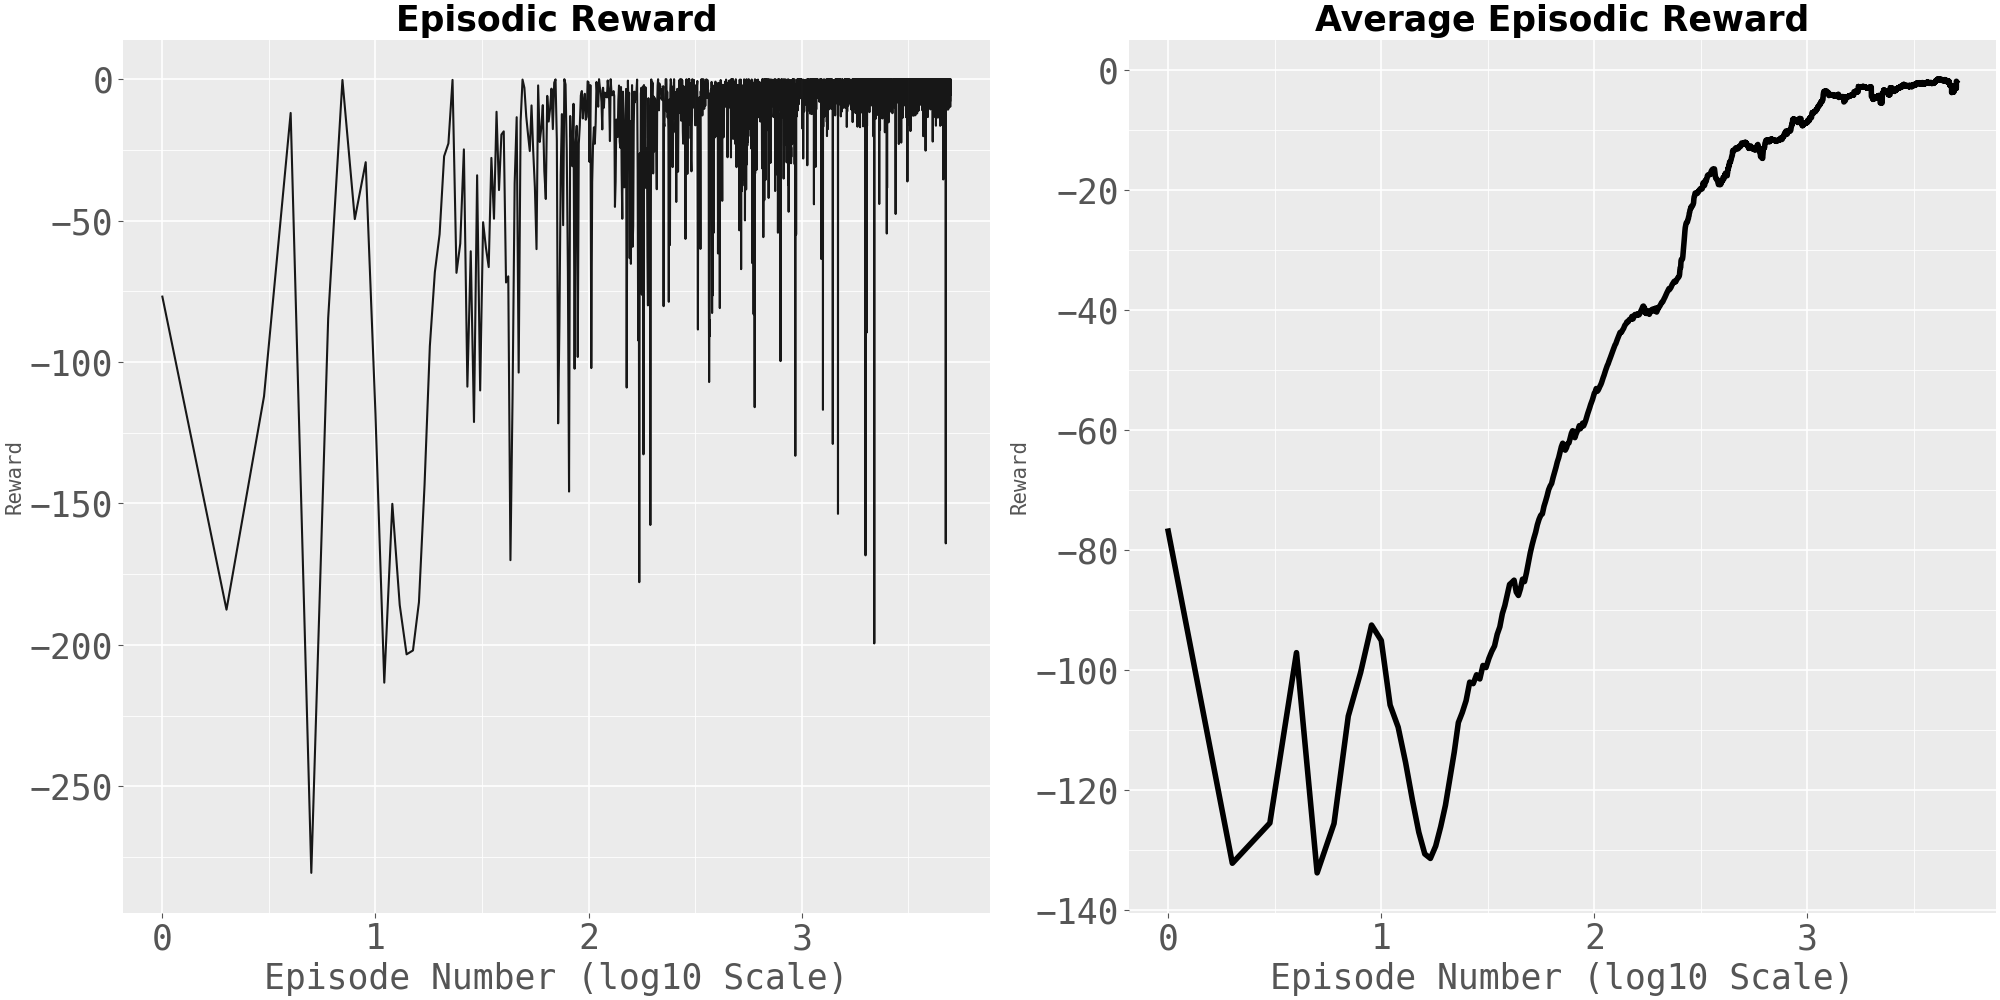 Episodic Reward
0
−50
−100
−150
−200
−250
Reward
0 1 2 3
Episode Number (log10 Scale)
Average Episodic Reward
0
−20
−40
−60
−80
−100
−120
−140
Reward
0 1 2 3
Episode Number (log10 Scale)